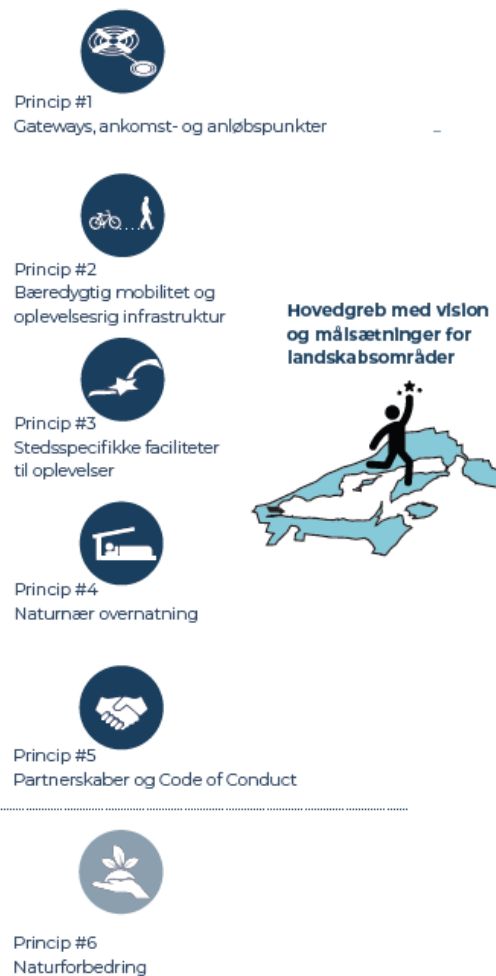 Princip #1
Gateways, ankomst- og anløbspunkter
Princip #2
Bæredygtig mobilitet og
oplevelsesrig infrastruktur
Hovedgreb med vision
og målsætninger for
landskabsområder
Princip #3
Stedsspecifikke faciliteter
til oplevelser
Princip #4
Naturnær overnatning
Princip #5
Partnerskaber og Code of Conduct
Princip #6
Naturforbedring